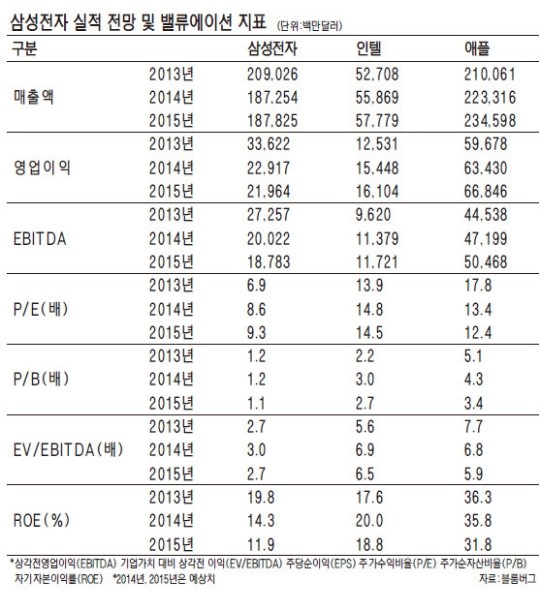 삼성전자 실적 전망 및 밸류에이션 지표 (단위:백만달러)
구분 삼성전자 인텔 애플
매출액 2013년 209,026 52,708 210,061
2014년 187,254 55,869 223,316
2015년 187,825 57,779 234,598
영업이익 2013년 33,622 12,531 59,678
2014년 22,917 15,448 63,430
2015년 21,964 16,104 66,846
EBITDA 2013년 27,257 9,620 44,538
2014년 20,022 11,379 47,199
2015년 18,783 11,721 50,468
P/E(배) 2013년 6.9 13.9 17.8
2014년 8.6 14.8 13.4
2015년 9.3 14.5 12.4
P/B(배) 2013년 1.2 2.2 5.1
2014년 1.2 3.0 4.3
2015년 1.1 2.7 3.4
EV/EBITDA(배) 2013년 2.7 5.6 7.7
2014년 3.0 6.9 6.8
2015년 2.7 6.5 5.9
ROE(%) 2013년 19.8 17.6 36.3
2014년 14.3 20.0 35.8
2015년 11.9 18.8 31.8
*상각전영업이익(EBITDA) 기업가치 대비 상각전 이익(EV/EBITDA) 주당순이익(EPS) 주가수익비율(P/E) 주가순자산비율(P/B)
자기자본이익률(ROE) *2014년, 2015년은 예상치 자료:블룸버그